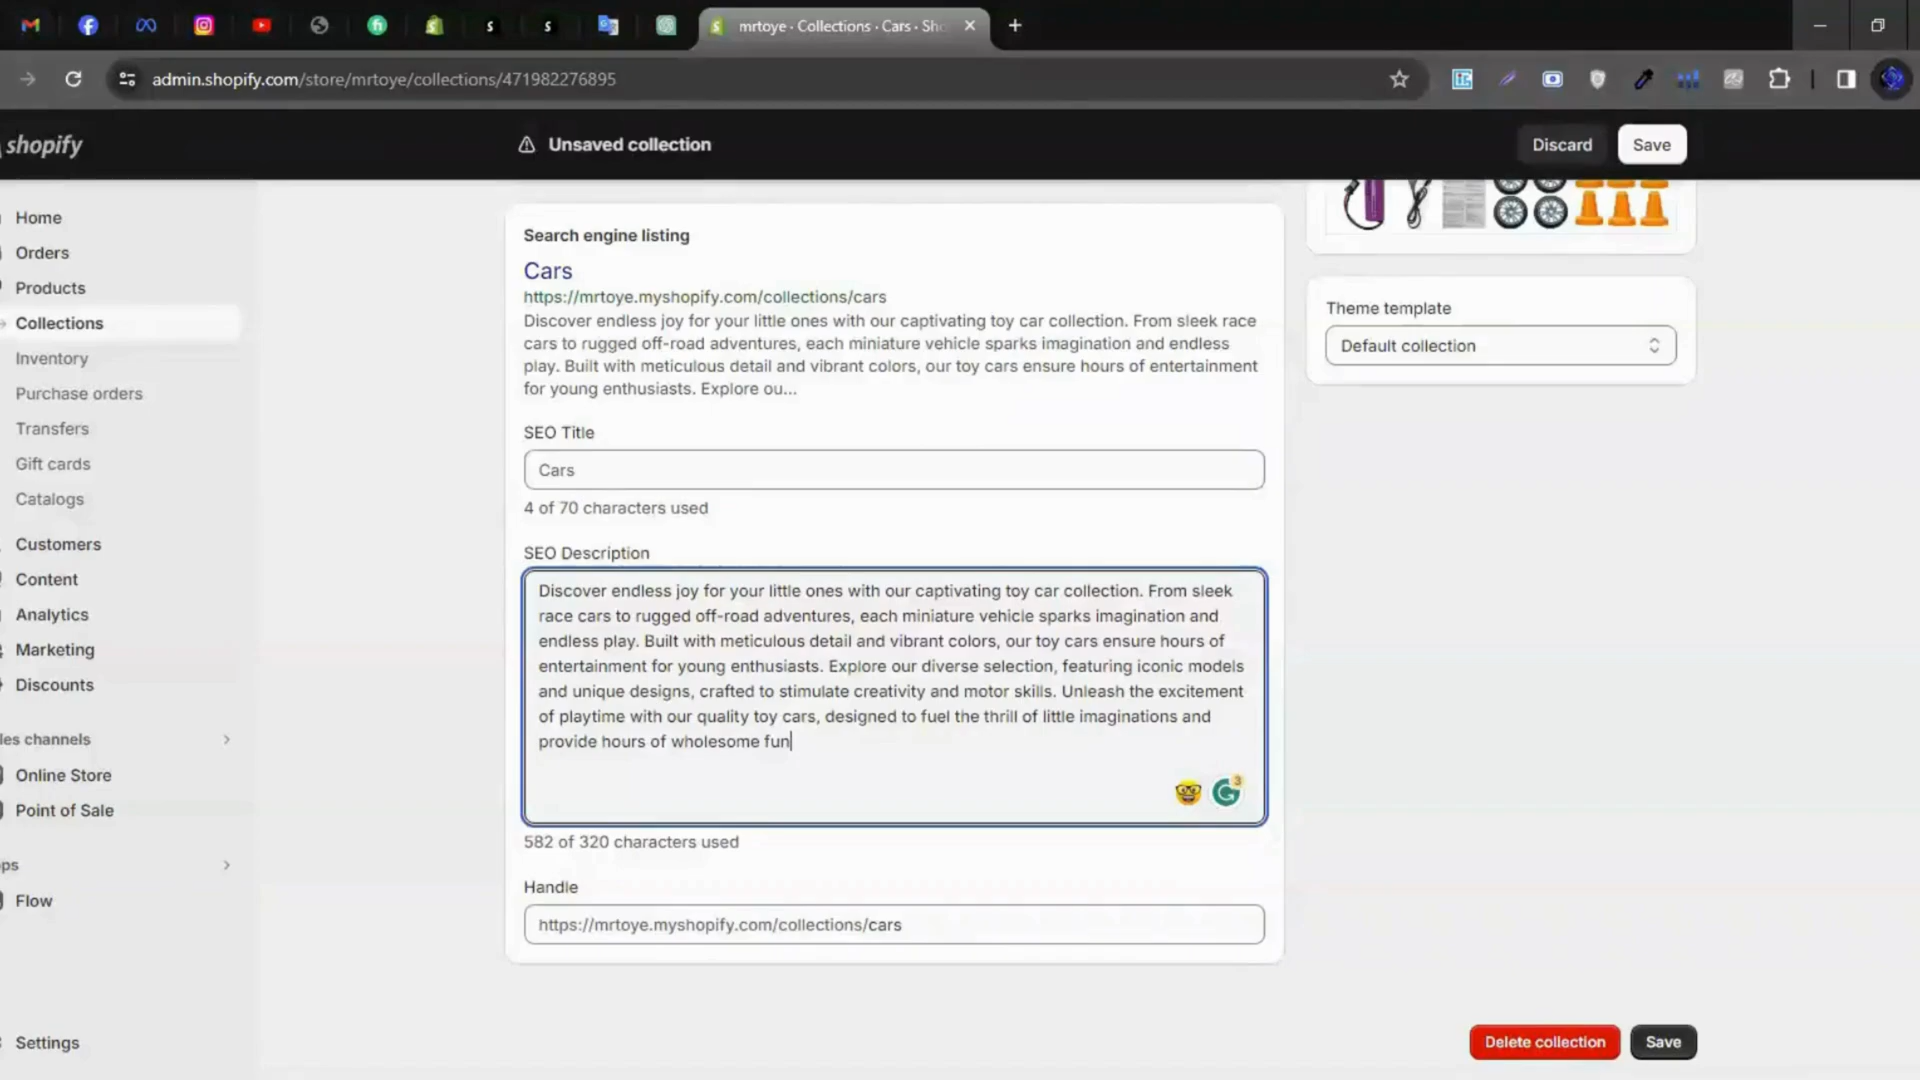 mrtoye · Collections · Cars · Sho
admin.shopify.com/store/mrtoye/collections/471982276895
shopify
Unsaved collection
Discard
Save
Home
Orders
Products
Collections
Inventory
Purchase orders
Transfers
Gift cards
Catalogs
Customers
Content
Analytics
Marketing
Discounts
les channels
Online Store
Point of Sale
ps
Flow
Settings
Search engine listing
Cars
https://mrtoye.myshopify.com/collections/cars
Discover endless joy for your little ones with our captivating toy car collection. From sleek race
cars to rugged off-road adventures, each miniature vehicle sparks imagination and endless
play. Built with meticulous detail and vibrant colors, our toy cars ensure hours of entertainment
for young enthusiasts. Explore ou...
SEO Title
Cars
4 of 70 characters used
SEO Description
Discover endless joy for your little ones with our captivating toy car collection. From sleek
race cars to rugged off-road adventures, each miniature vehicle sparks imagination and
endless play. Built with meticulous detail and vibrant colors, our toy cars ensure hours of
entertainment for young enthusiasts. Explore our diverse selection, featuring iconic models
and unique designs, crafted to stimulate creativity and motor skills. Unleash the excitement
of playtime with our quality toy cars, designed to fuel the thrill of little imaginations and
provide hours of wholesome fun
3
582 of 320 characters used
Handle
https://mrtoye.myshopify.com/collections/cars
Theme template
Default collection
Delete collection
Save